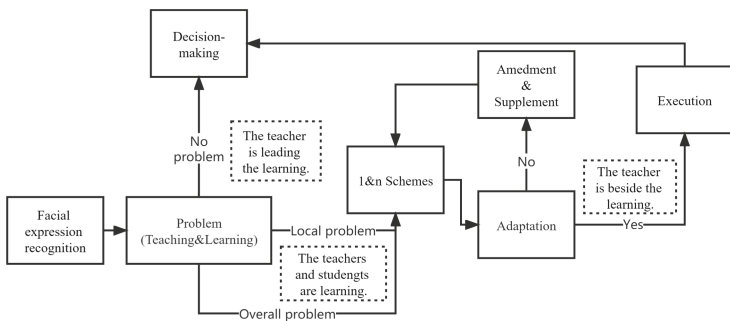 Decision-
making
Amedment
&
Supplement
Execution
The teacher
is leading
the learning.
No
problem
1&n Schemes
No
The teacher
is beside the
learning.
Facial
expression
recognition
Problem
(Teaching&Learning)
Local problem
Adaptation
Yes
The teachers
and studengts
are learning.
Overall problem